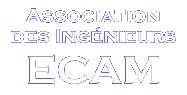 Association
des Ingénieurs
ECAM